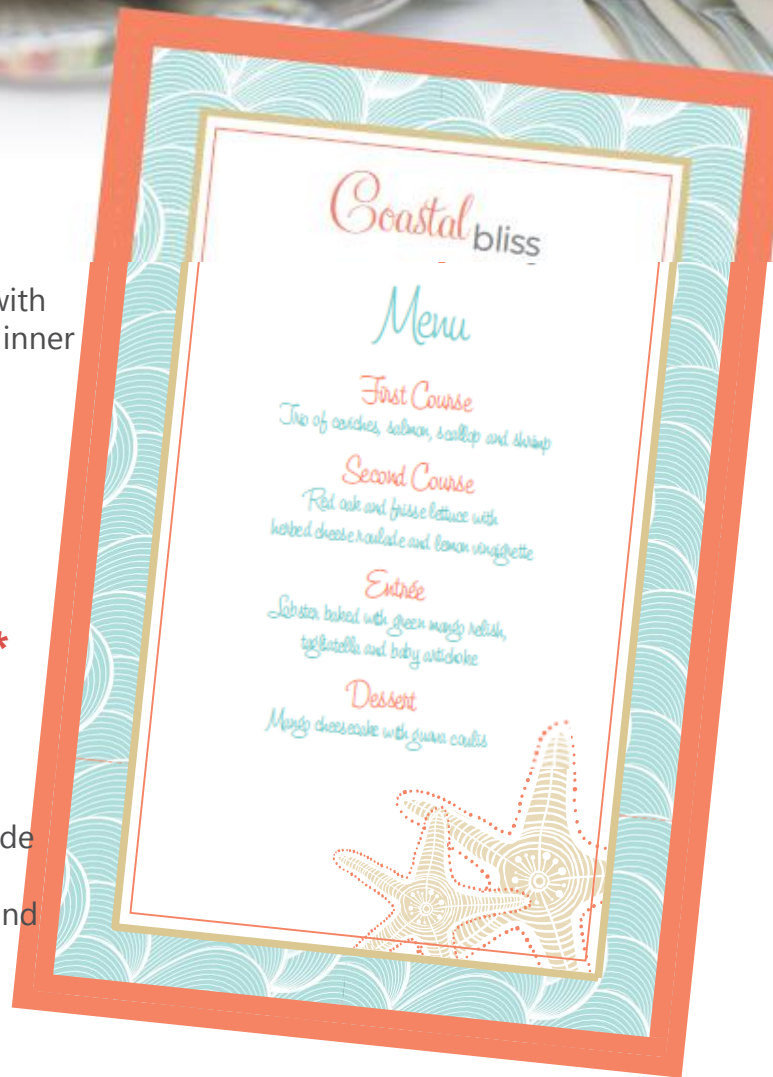 Coastal bliss
with
inner
Menu
First Course
Trio of ceviches, salmon, scallop and shrimp
Second Course
Red oak and frisse lettuce with
herbed cheese roulade and lemon vinaigrette
Entrée
Lobster baked with green mango relish,
tagliatella and baby artichoke
*
Dessert
Mango cheesecake with guava coulis
de
nd